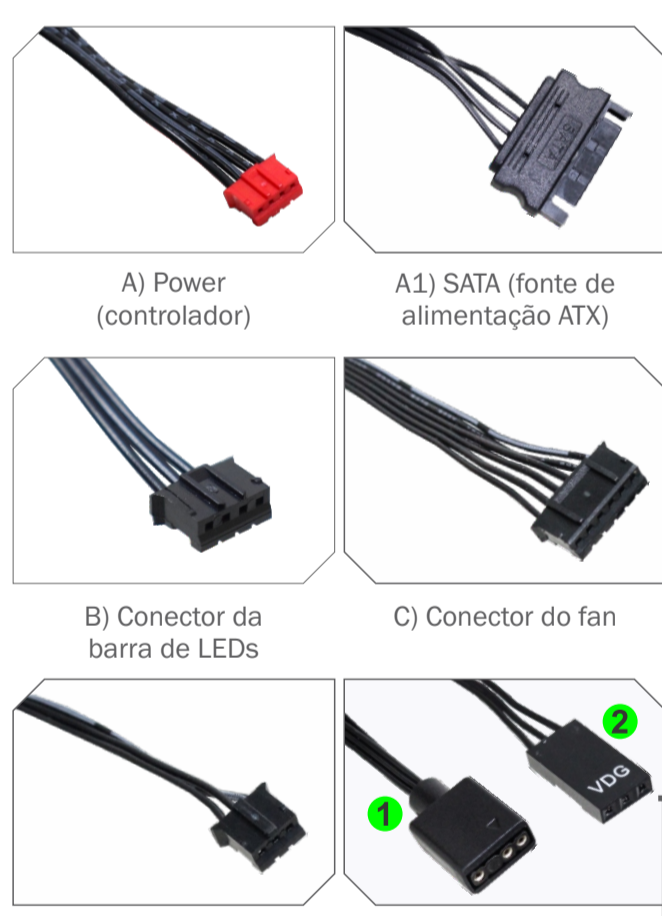 SATA
A) Power
(controlador)
A1) SATA (fonte de
alimentação ATX)
B) Conector da
barra de LEDs
C) Conector do fan
1
2
VDG